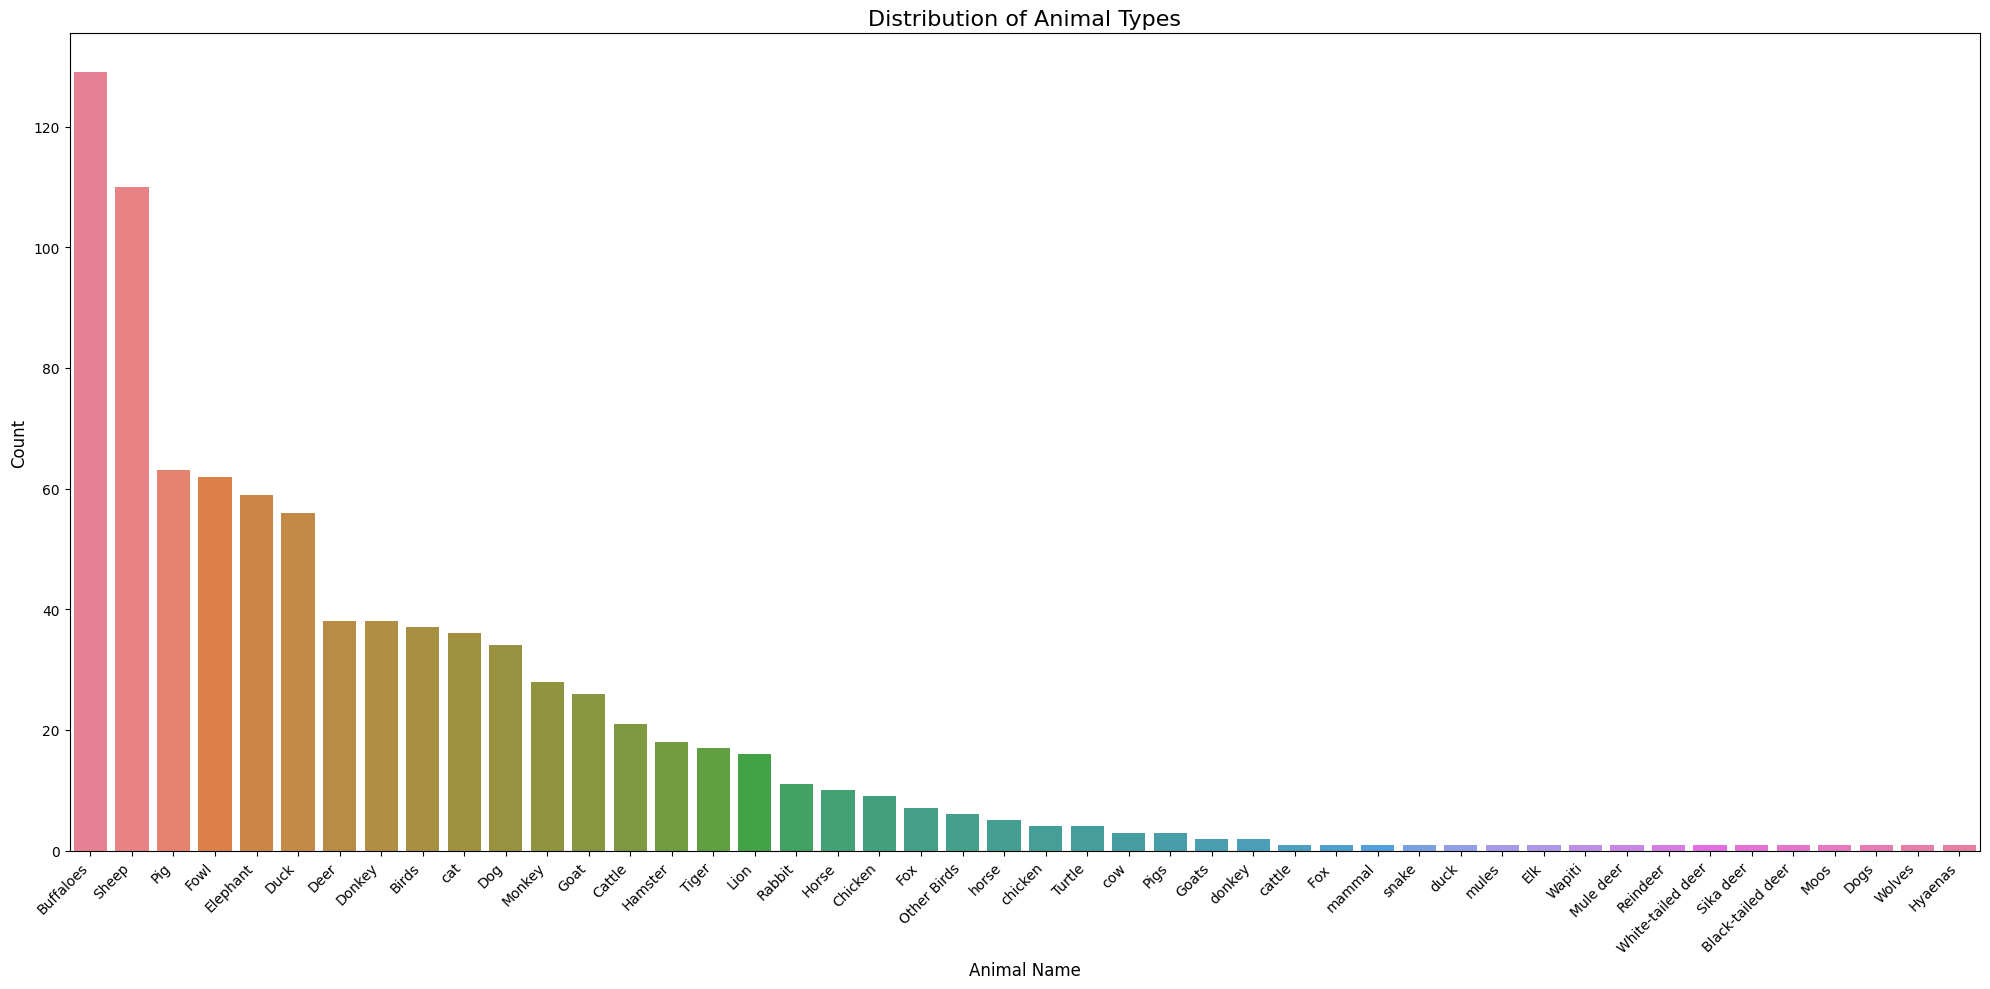 Distribution of Animal Types
Count
120
100
80
60
40
20
0
Buffaloes
Sheep
Pig
Fowl
Elephant
Duck
Deer
Donkey
Birds
cat
Dog
Monkey
Goat
Cattle
Hamster
Tiger
Lion
Rabbit
Horse
Chicken
Fox
Other Birds
horse
chicken
Turtle
cow
Pigs
Goats
donkey
cattle
Fox
mammal
snake
duck
mules
Elk
Wapiti
Mule deer
Reindeer
White-tailed deer
Sika deer
Black-tailed deer
Moos
Dogs
Wolves
Hyaenas
Animal Name